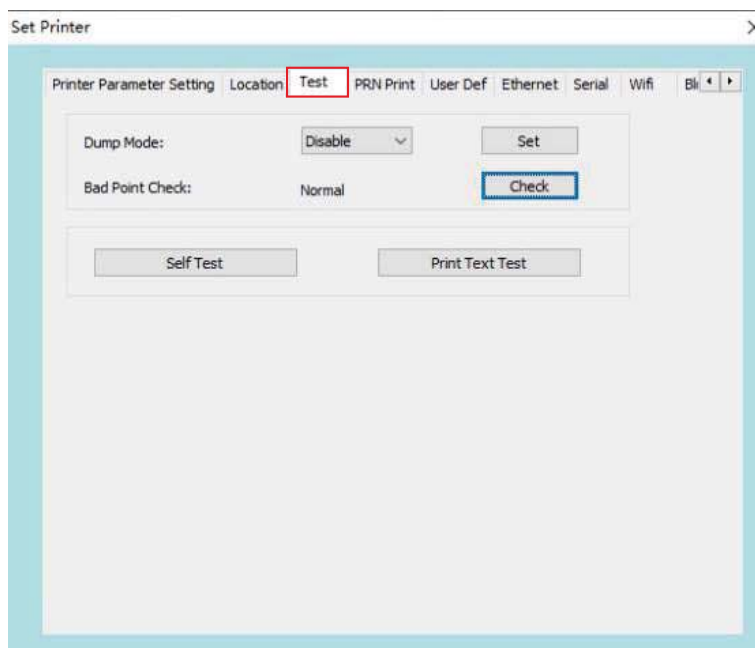 Set Printer
Printer Parameter Setting Location Test PRN Print User Def Ethernet Serial Wifi
Dump Mode: Disable Set
Bad Point Check: Normal Check
Self Test Print Text Test